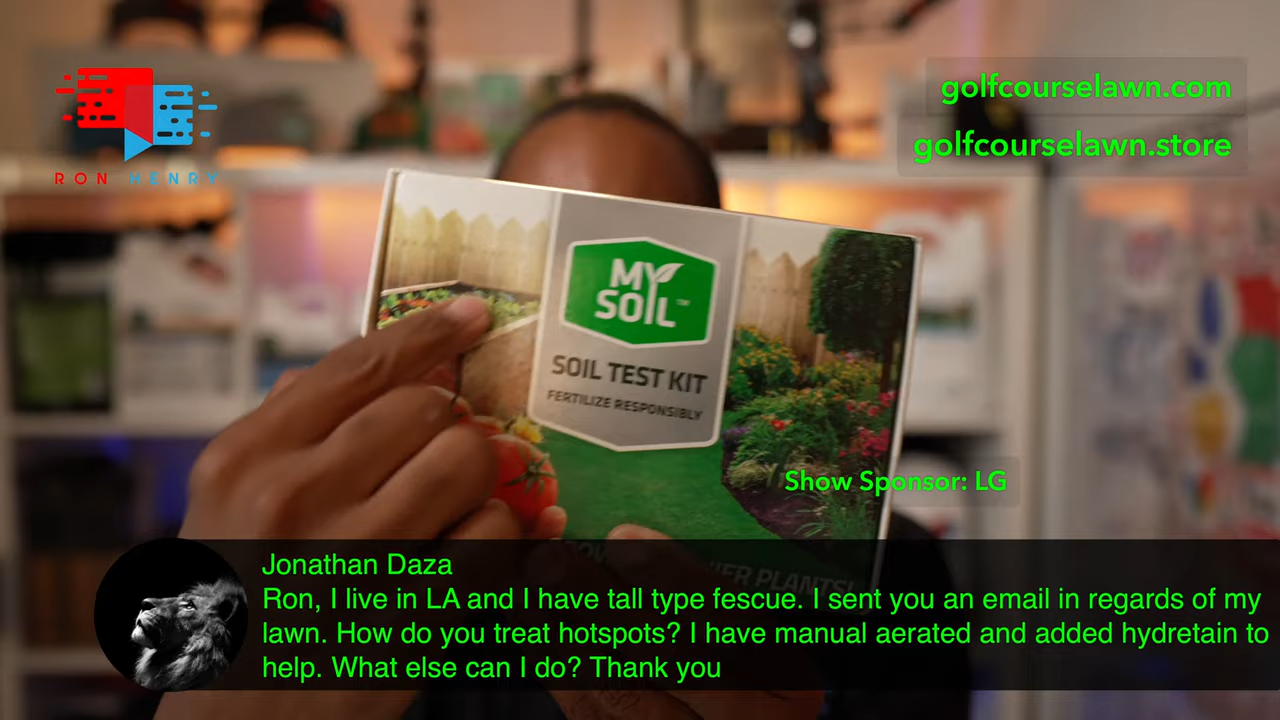 RON HENRY
golfcourselawn.com
golfcourselawn.store
MY
SOIL™
SOIL TEST KIT
FERTILIZE RESPONSIBLY
Show Sponsor: LG
PLANTS!
Jonathan Daza
Ron, I live in LA and I have tall type fescue. I sent you an email in regards of my
lawn. How do you treat hotspots? I have manual aerated and added hydretain to
help. What else can I do? Thank you